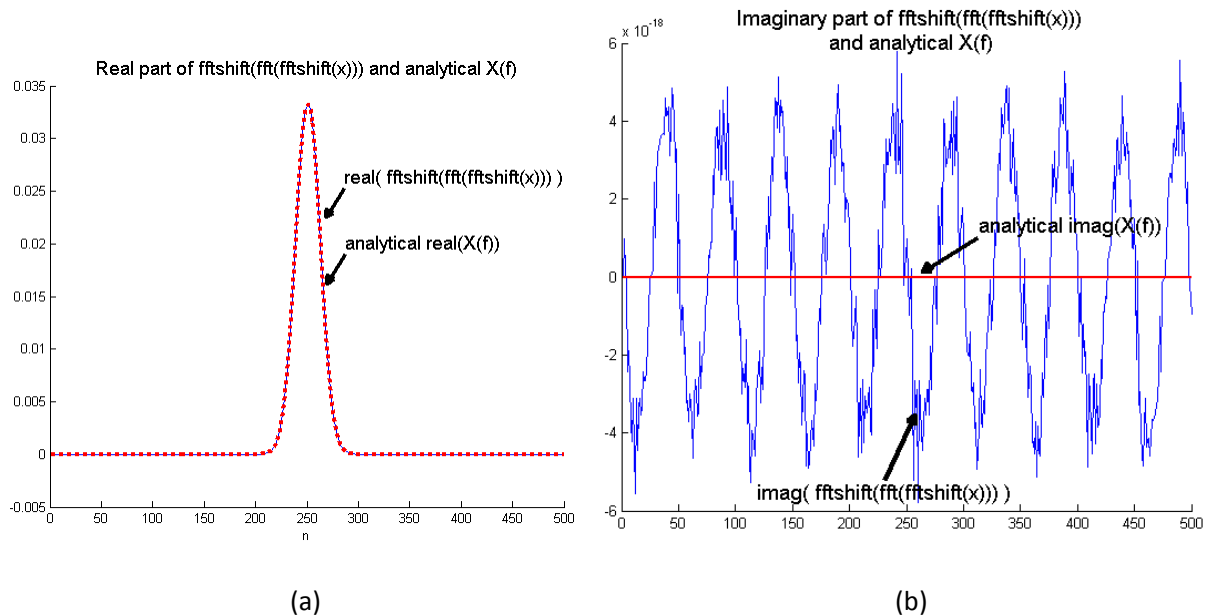 Real part of fftshift(fft(fftshift(x))) and analytical X(f)
0.035
0.03
0.025
0.02
0.015
0.01
0.005
0
-0.005
real( fftshift(fft(fftshift(x))) )
analytical real(X(f))
0 50 100 150 200 250 300 350 400 450 500
n
(a)
Imaginary part of fftshift(fft(fftshift(x)))
and analytical X(f)
x 10^-18
6
4
2
0
-2
-4
-6
analytical imag(X(f))
imag( fftshift(fft(fftshift(x))) )
0 50 100 150 200 250 300 350 400 450 500
(b)